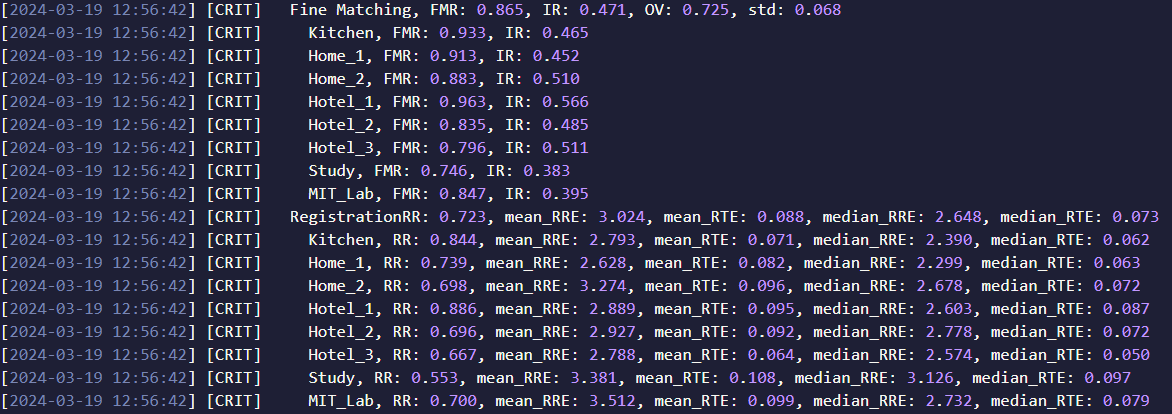 [2024-03-19 12:56:42] [CRIT] Fine Matching, FMR: 0.865, IR: 0.471, OV: 0.725, std: 0.068
[2024-03-19 12:56:42] [CRIT] Kitchen, FMR: 0.933, IR: 0.465
[2024-03-19 12:56:42] [CRIT] Home_1, FMR: 0.913, IR: 0.452
[2024-03-19 12:56:42] [CRIT] Home_2, FMR: 0.883, IR: 0.510
[2024-03-19 12:56:42] [CRIT] Hotel_1, FMR: 0.963, IR: 0.566
[2024-03-19 12:56:42] [CRIT] Hotel_2, FMR: 0.835, IR: 0.485
[2024-03-19 12:56:42] [CRIT] Hotel_3, FMR: 0.796, IR: 0.511
[2024-03-19 12:56:42] [CRIT] Study, FMR: 0.746, IR: 0.383
[2024-03-19 12:56:42] [CRIT] MIT_Lab, FMR: 0.847, IR: 0.395
[2024-03-19 12:56:42] [CRIT] RegistrationRR: 0.723, mean_RRE: 3.024, mean_RTE: 0.088, median_RRE: 2.648, median_RTE: 0.073
[2024-03-19 12:56:42] [CRIT] Kitchen, RR: 0.844, mean_RRE: 2.793, mean_RTE: 0.071, median_RRE: 2.390, median_RTE: 0.062
[2024-03-19 12:56:42] [CRIT] Home_1, RR: 0.739, mean_RRE: 2.628, mean_RTE: 0.082, median_RRE: 2.299, median_RTE: 0.063
[2024-03-19 12:56:42] [CRIT] Home_2, RR: 0.698, mean_RRE: 3.274, mean_RTE: 0.096, median_RRE: 2.678, median_RTE: 0.072
[2024-03-19 12:56:42] [CRIT] Hotel_1, RR: 0.886, mean_RRE: 2.889, mean_RTE: 0.095, median_RRE: 2.603, median_RTE: 0.087
[2024-03-19 12:56:42] [CRIT] Hotel_2, RR: 0.696, mean_RRE: 2.927, mean_RTE: 0.092, median_RRE: 2.778, median_RTE: 0.072
[2024-03-19 12:56:42] [CRIT] Hotel_3, RR: 0.667, mean_RRE: 2.788, mean_RTE: 0.064, median_RRE: 2.574, median_RTE: 0.050
[2024-03-19 12:56:42] [CRIT] Study, RR: 0.553, mean_RRE: 3.381, mean_RTE: 0.108, median_RRE: 3.126, median_RTE: 0.097
[2024-03-19 12:56:42] [CRIT] MIT_Lab, RR: 0.700, mean_RRE: 3.512, mean_RTE: 0.099, median_RRE: 2.732, median_RTE: 0.079